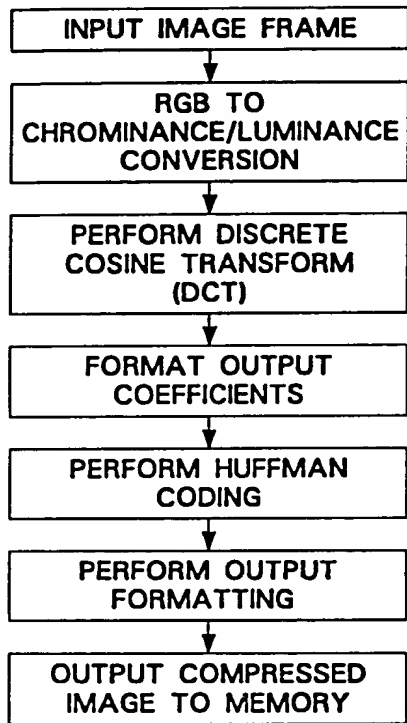 INPUT IMAGE FRAME
RGB TO
CHROMINANCE/LUMINANCE
CONVERSION
PERFORM DISCRETE
COSINE TRANSFORM
(DCT)
FORMAT OUTPUT
COEFFICIENTS
PERFORM HUFFMAN
CODING
PERFORM OUTPUT
FORMATTING
OUTPUT COMPRESSED
IMAGE TO MEMORY